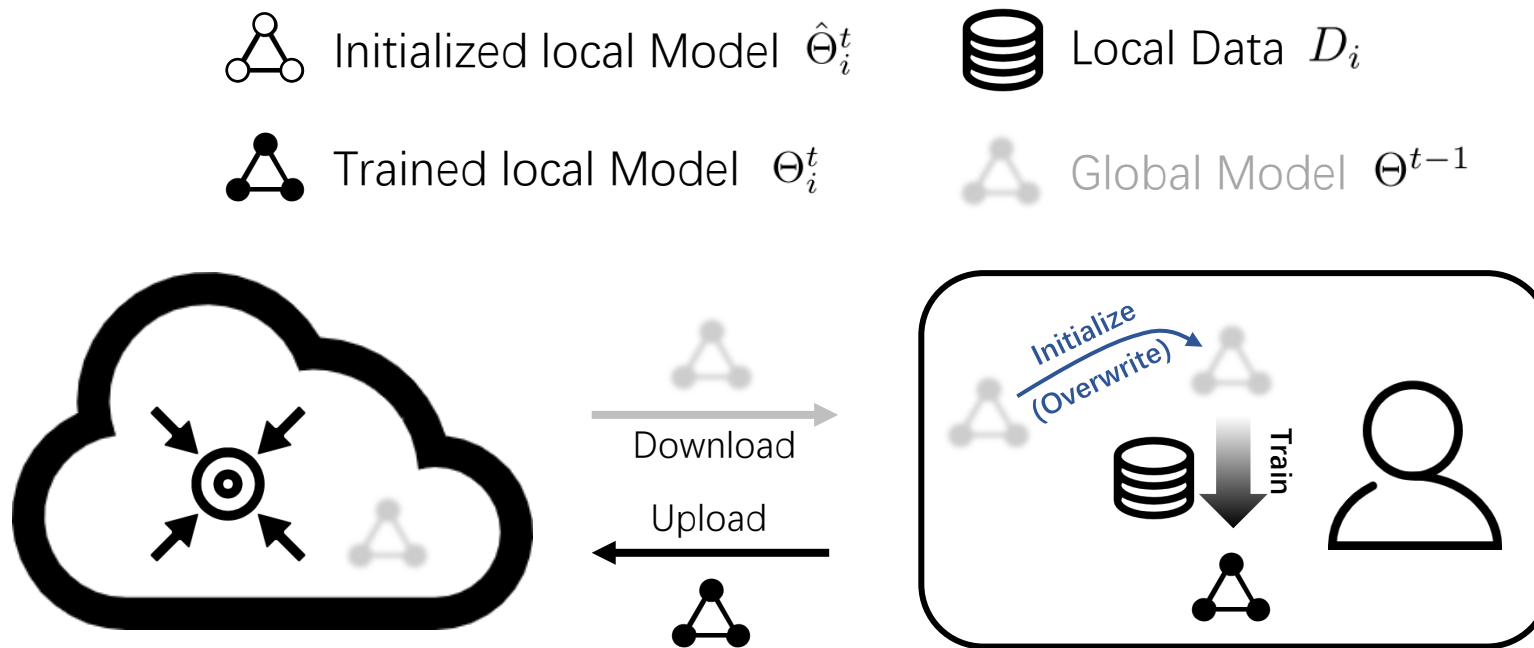 Initialized local Model $\hat{\Theta}_i^t$
Local Data $D_i$
Trained local Model $\Theta_i^t$
Global Model $\Theta^{t-1}$
Initialize
(Overwrite)
Download
Train
Upload